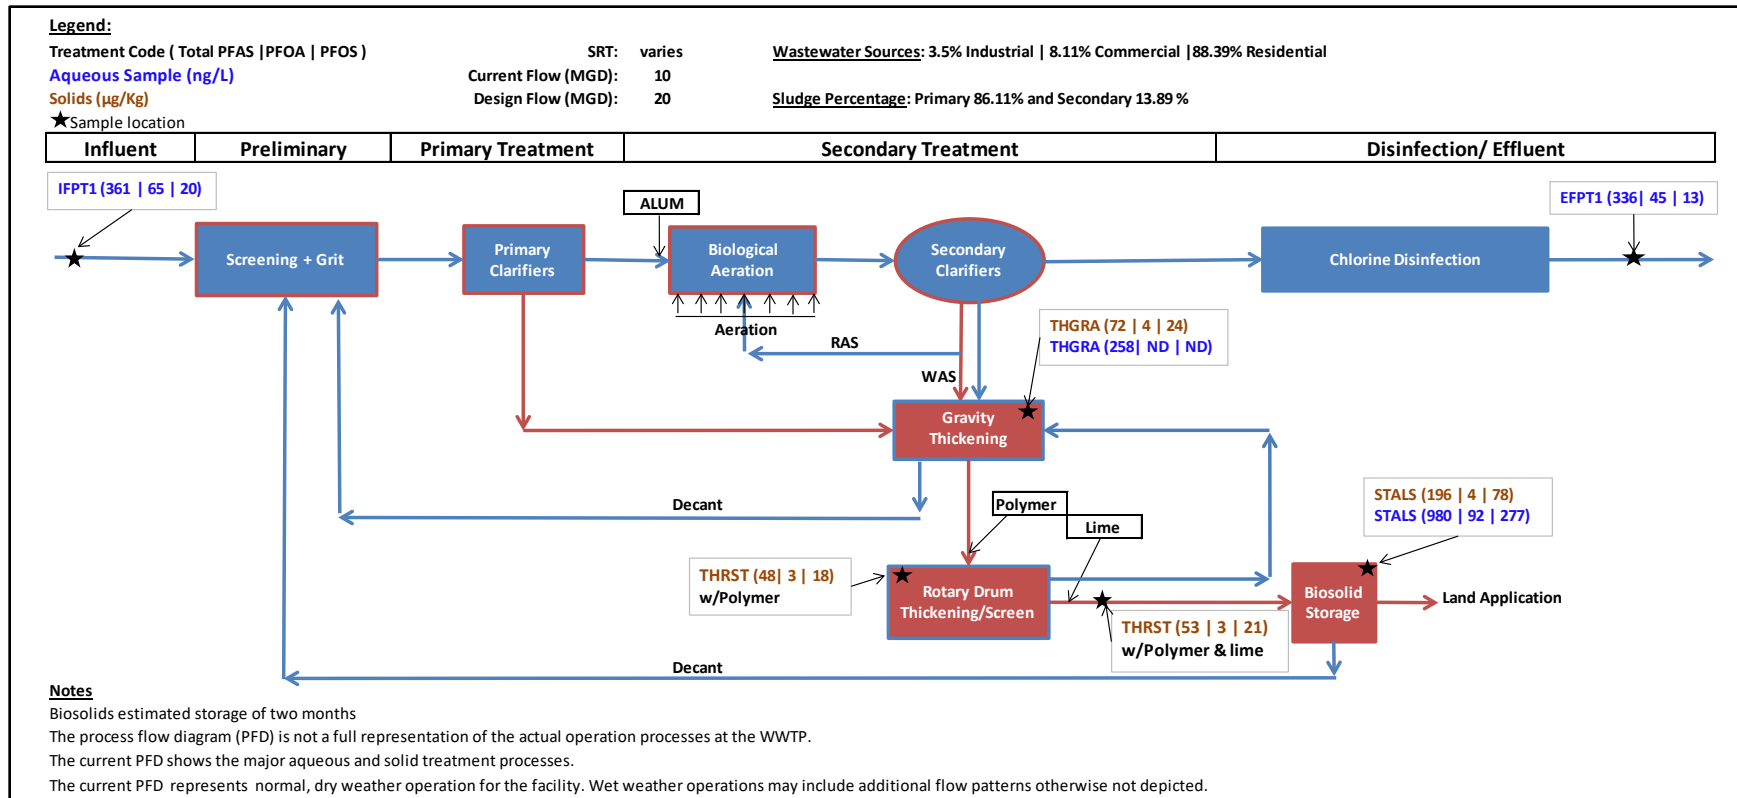 Legend:
Treatment Code ( Total PFAS |PFOA | PFOS )
SRT: varies
Wastewater Sources: 3.5% Industrial | 8.11% Commercial |88.39% Residential
Aqueous Sample (ng/L)
Current Flow (MGD): 10
Solids (µg/Kg)
Design Flow (MGD): 20
Sludge Percentage: Primary 86.11% and Secondary 13.89 %
Sample location
Influent
Preliminary
Primary Treatment
Secondary Treatment
Disinfection/ Effluent
IFPT1 (361 | 65 | 20)
ALUM
EFPT1 (336| 45 | 13)
Screening + Grit
Primary
Clarifiers
Biological
Aeration
Secondary
Clarifiers
Chlorine Disinfection
Aeration
RAS
WAS
THGRA (72 | 4 | 24)
THGRA (258| ND | ND)
Gravity
Thickening
Decant
Polymer
Lime
STALS (196 | 4 | 78)
STALS (980 | 92 | 277)
THRST (48| 3 | 18)
w/Polymer
Rotary Drum
Thickening/Screen
Biosolid
Storage
Land Application
THRST (53 | 3 | 21)
w/Polymer & lime
Decant
Notes
Biosolids estimated storage of two months
The process flow diagram (PFD) is not a full representation of the actual operation processes at the WWTP.
The current PFD shows the major aqueous and solid treatment processes.
The current PFD represents normal, dry weather operation for the facility. Wet weather operations may include additional flow patterns otherwise not depicted.